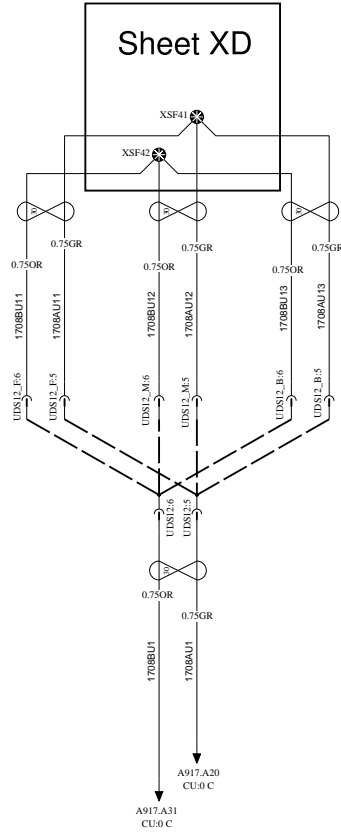 Sheet XD
XSF41
XSF42
30
30
30
0.75GR
0.75GR
0.75GR
0.75OR
0.75OR
0.75OR
1708BU11
1708AU11
1708BU12
1708AU12
1708BU13
1708AU13
UDS12_F:6
UDS12_F:5
UDS12_M:6
UDS12_M:5
UDS12_B:6
UDS12_B:5
UDS12:6
UDS12:5
30
0.75OR
0.75GR
1708BU1
1708AU1
A917.A20
CU:0 C
A917.A31
CU:0 C